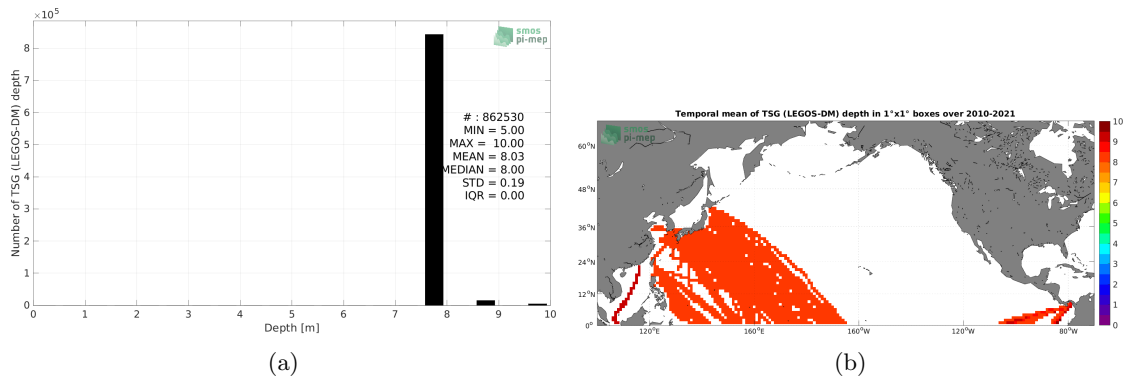 ×10⁵
smos
pi-mep
8
7
6
5
4
3
2
1
0
Number of TSG (LEGOS-DM) depth
# : 862530
MIN = 5.00
MAX = 10.00
MEAN = 8.03
MEDIAN = 8.00
STD = 0.19
IQR = 0.00
0 1 2 3 4 5 6 7 8 9 10
Depth [m]
(a)
Temporal mean of TSG (LEGOS-DM) depth in 1°x1° boxes over 2010-2021
smos
pi-mep
60°N
48°N
36°N
24°N
12°N
0°
120°E 160°E 160°W 120°W 80°W
10
9
8
7
6
5
4
3
2
1
0
(b)